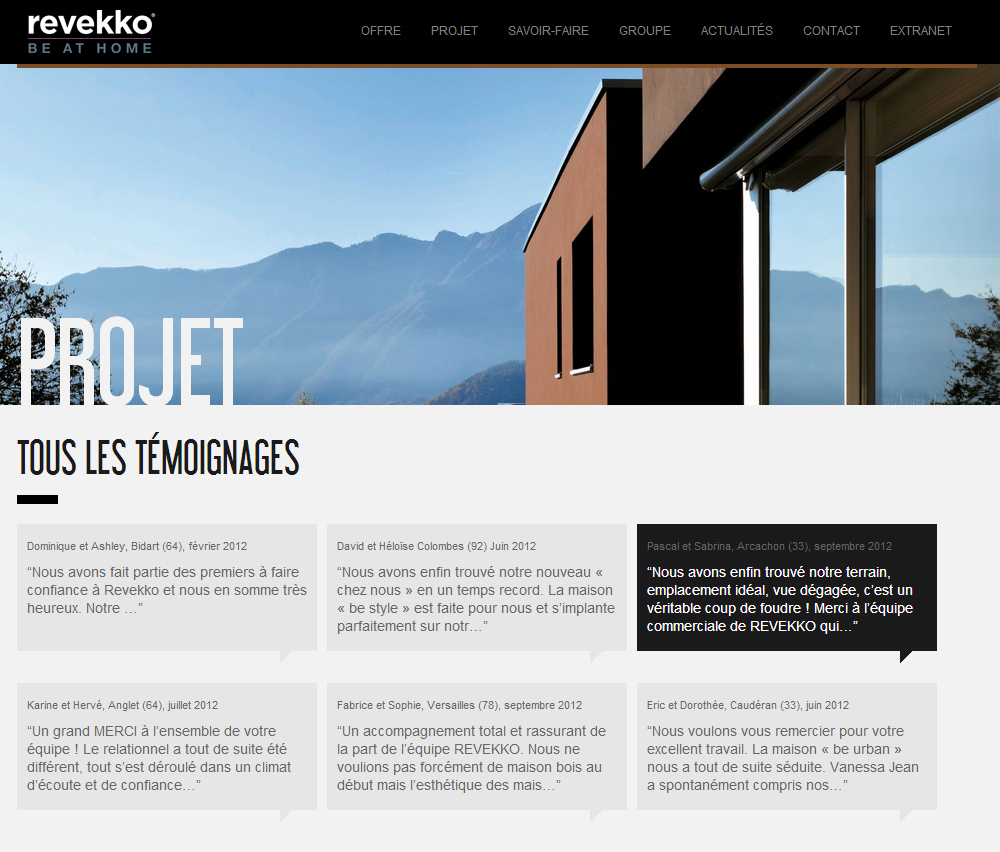 revekko®
BE AT HOME
OFFRE PROJET SAVOIR-FAIRE GROUPE ACTUALITÉS CONTACT EXTRANET
PROJET
TOUS LES TÉMOIGNAGES
Dominique et Ashley, Bidart (64), février 2012
“Nous avons fait partie des premiers à faire
confiance à Revekko et nous en somme très
heureux. Notre …”
David et Héloïse Colombes (92) Juin 2012
“Nous avons enfin trouvé notre nouveau «
chez nous » en un temps record. La maison
« be style » est faite pour nous et s’implante
parfaitement sur notr…”
Pascal et Sabrina, Arcachon (33), septembre 2012
“Nous avons enfin trouvé notre terrain,
emplacement idéal, vue dégagée, c’est un
véritable coup de foudre ! Merci à l’équipe
commerciale de REVEKKO qui…”
Karine et Hervé, Anglet (64), juillet 2012
“Un grand MERCI à l’ensemble de votre
équipe ! Le relationnel a tout de suite été
différent, tout s’est déroulé dans un climat
d’écoute et de confiance…”
Fabrice et Sophie, Versailles (78), septembre 2012
“Un accompagnement total et rassurant de
la part de l’équipe REVEKKO. Nous ne
voulions pas forcément de maison bois au
début mais l’esthétique des mais…”
Eric et Dorothée, Caudéran (33), juin 2012
“Nous voulons vous remercier pour votre
excellent travail. La maison « be urban »
nous a tout de suite séduite. Vanessa Jean
a spontanément compris nos…”